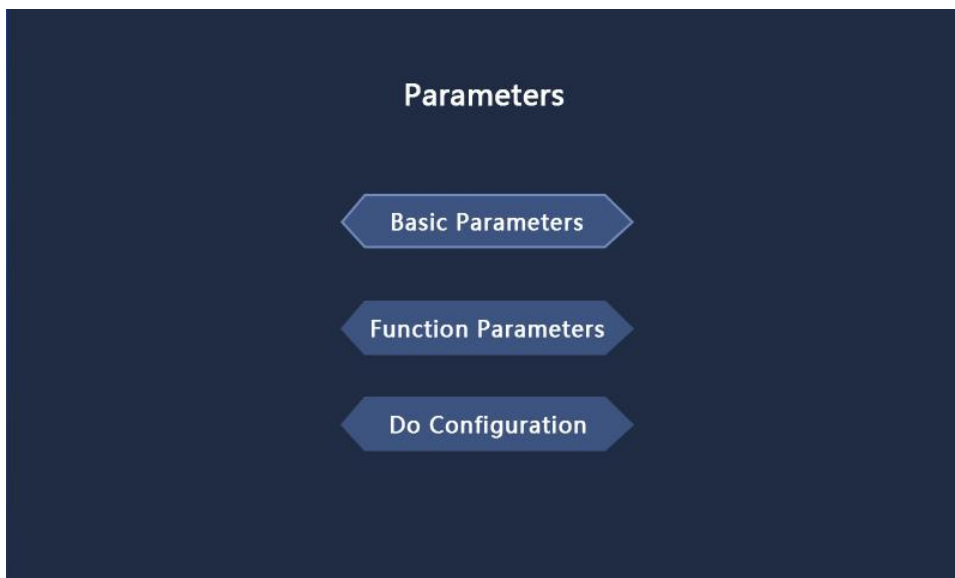 Parameters
Basic Parameters
Function Parameters
Do Configuration